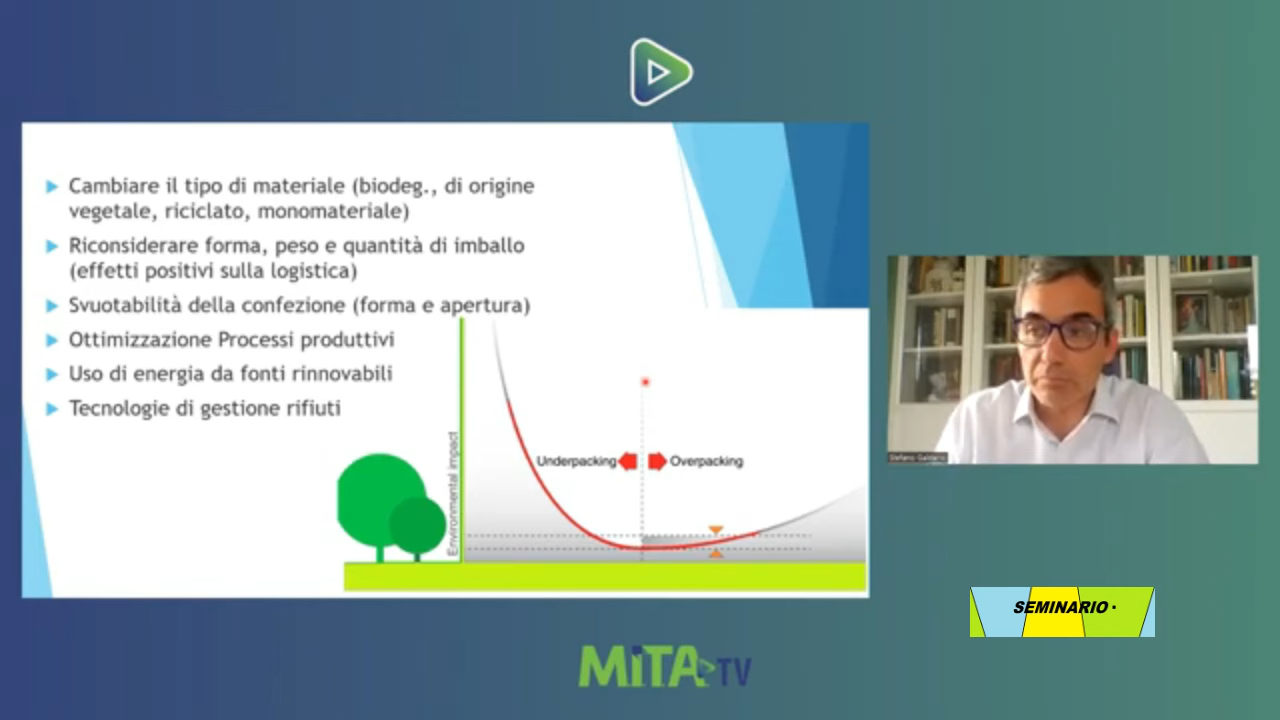 Cambiare il tipo di materiale (biodeg., di origine
vegetale, riciclato, monomateriale)
Riconsiderare forma, peso e quantità di imballo
(effetti positivi sulla logistica)
Svuotabilità della confezione (forma e apertura)
Ottimizzazione Processi produttivi
Uso di energia da fonti rinnovabili
Tecnologie di gestione rifiuti
Environmental impact
Underpacking
Overpacking
Stefano
SEMINARIO ·
MiTA TV